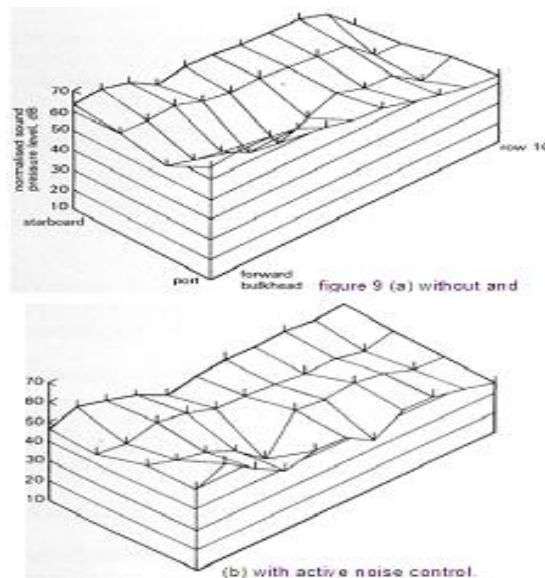 70
60
50
40
30
20
10
normalised sound
pressure level, dB
starboard
port
forward
bulkhead
row 10
figure 9 (a) without and
70
60
50
40
30
20
10
(b) with active noise control.